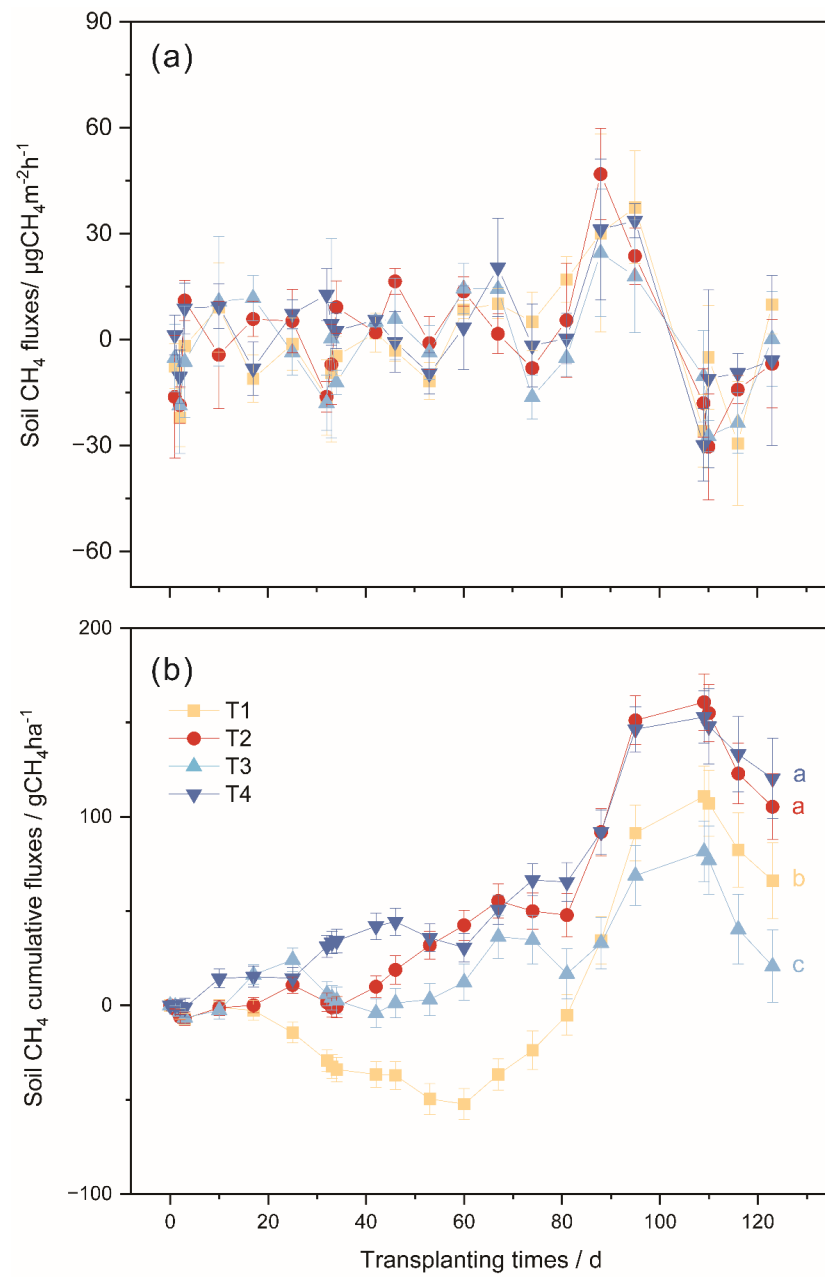 (a)
90
60
30
0
−30
−60
Soil CH₄ fluxes/ μgCH₄m⁻²h⁻¹
(b)
200
100
0
−100
Soil CH₄ cumulative fluxes / gCH₄ha⁻¹
T1
T2
T3
T4
a
a
b
c
0 20 40 60 80 100 120
Transplanting times / d